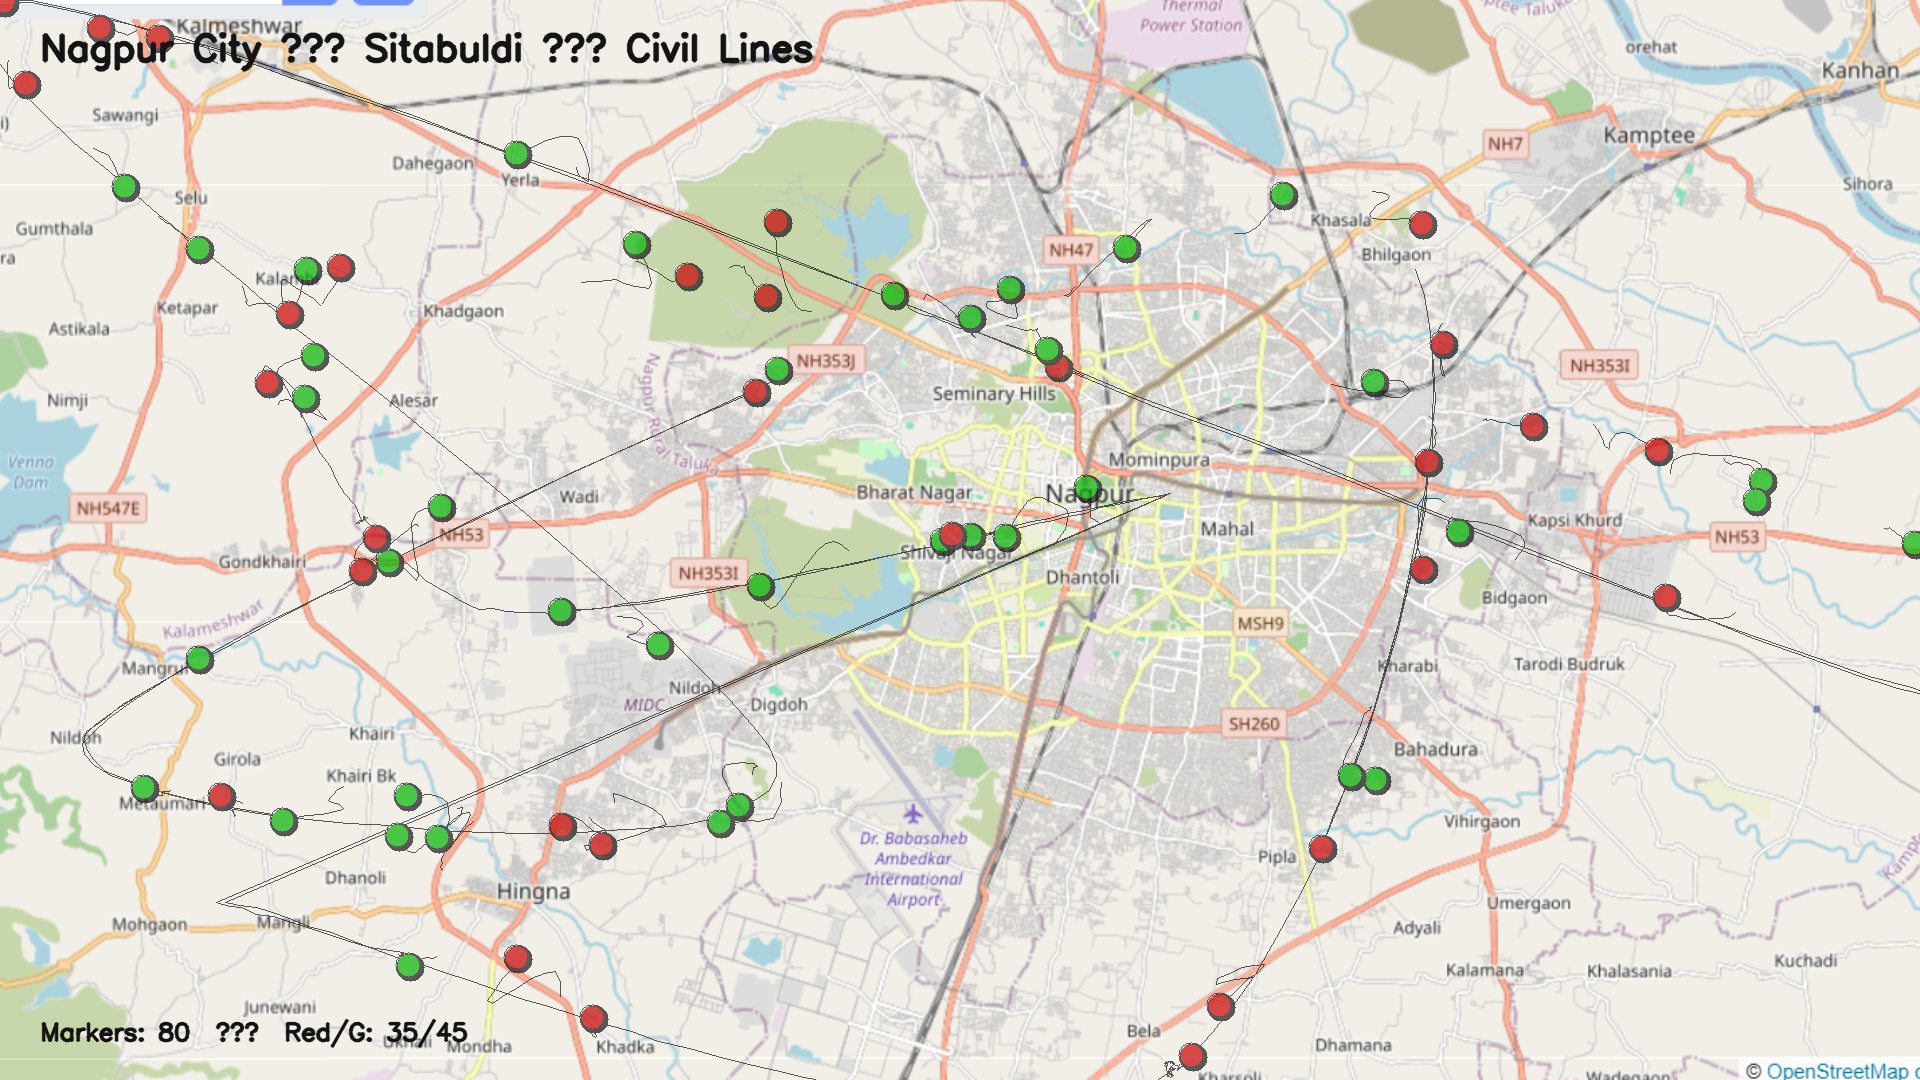 Kalmeshwar
Nagpur City ??? Sitabuldi ??? Civil Lines
Thermal
Power Station
orehat
Kanhan
Sawangi
Kamptee
NH7
Dahegaon
Yerla
Selu
Sihora
Gumthala
Khasala
NH47
Bhilgaon
Ketapar
Khadgaon
Astikala
NH353J
NH353I
Seminary Hills
Nimji
Alesar
Nagpur Rural Taluka
Mominpura
Venna
Dam
Wadi
Bharat Nagar
Nagpur
NH547E
Kapsi Khurd
Mahal
NH53
NH53
Gondkhairi
Shivaji Nagar
NH353I
Dhantoli
Bidgaon
Kalameshwar
MSH9
Kharabi
Tarodi Budruk
Nildoh
MIDC
Digdoh
SH260
Nildoh
Khairi
Bahadura
Girola
Khairi Bk
Metaumari
Vihirgaon
Dr. Babasaheb
Ambedkar
International
Airport
Pipla
Dhanoli
Hingna
Umergaon
Mohgaon
Mangli
Adyali
Kalamana
Khalasania
Kuchadi
Junewani
Markers: 80 ??? Red/G: 35/45
Mondha
Khadka
Bela
Dhamana
Kharsoli
Wadegaon
© OpenStreetMap c